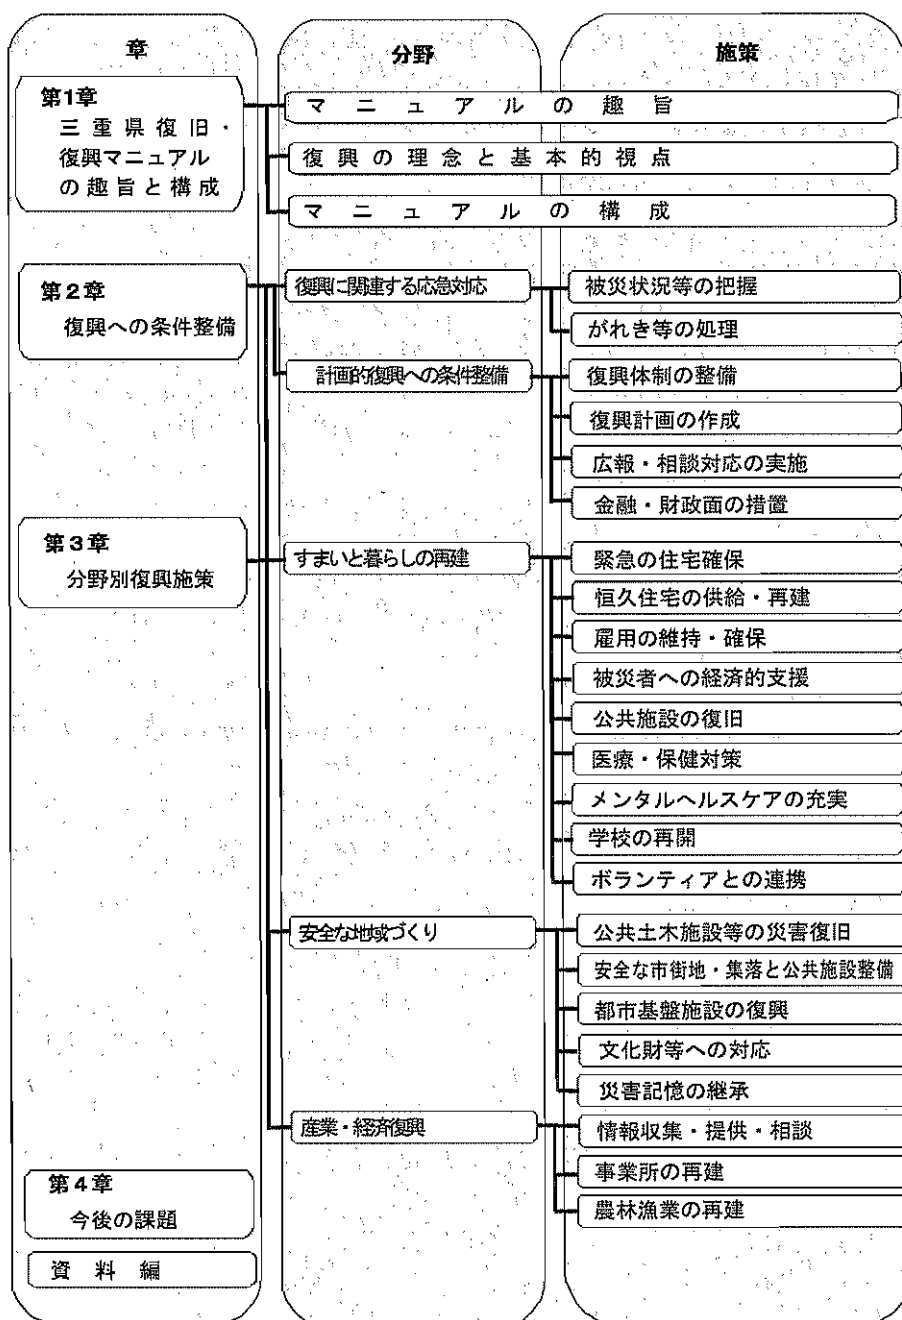 章
分野
施策
第1章
三重県復旧・
復興マニュアル
の趣旨と構成
マニュアルの趣旨
復興の理念と基本的視点
マニュアルの構成
第2章
復興への条件整備
復興に関連する応急対応
被災状況等の把握
がれき等の処理
計画的復興への条件整備
復興体制の整備
復興計画の作成
広報・相談対応の実施
金融・財政面の措置
第3章
分野別復興施策
すまいと暮らしの再建
緊急の住宅確保
恒久住宅の供給・再建
雇用の維持・確保
被災者への経済的支援
公共施設の復旧
医療・保健対策
メンタルヘルスケアの充実
学校の再開
ボランティアとの連携
安全な地域づくり
公共土木施設等の災害復旧
安全な市街地・集落と公共施設整備
都市基盤施設の復興
文化財等への対応
災害記憶の継承
産業・経済復興
情報収集・提供・相談
事業所の再建
農林漁業の再建
第4章
今後の課題
資料編